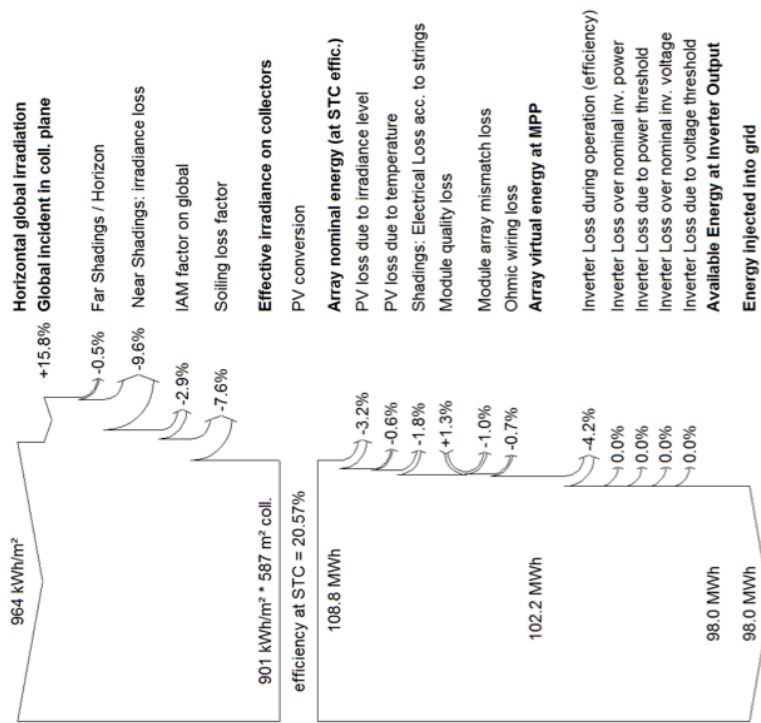 964 kWh/m²
Horizontal global irradiation
+15.8% Global incident in coll. plane
-0.5% Far Shadings / Horizon
-9.6% Near Shadings: irradiance loss
-2.9% IAM factor on global
-7.6% Soiling loss factor
901 kWh/m² * 587 m² coll.
Effective irradiance on collectors
efficiency at STC = 20.57%
PV conversion
108.8 MWh
Array nominal energy (at STC effic.)
-3.2% PV loss due to irradiance level
-0.6% PV loss due to temperature
-1.8% Shadings: Electrical Loss acc. to strings
+1.3% Module quality loss
-1.0% Module array mismatch loss
-0.7% Ohmic wiring loss
102.2 MWh
Array virtual energy at MPP
-4.2% Inverter Loss during operation (efficiency)
0.0% Inverter Loss over nominal inv. power
0.0% Inverter Loss due to power threshold
0.0% Inverter Loss over nominal inv. voltage
0.0% Inverter Loss due to voltage threshold
98.0 MWh
Available Energy at Inverter Output
98.0 MWh
Energy injected into grid